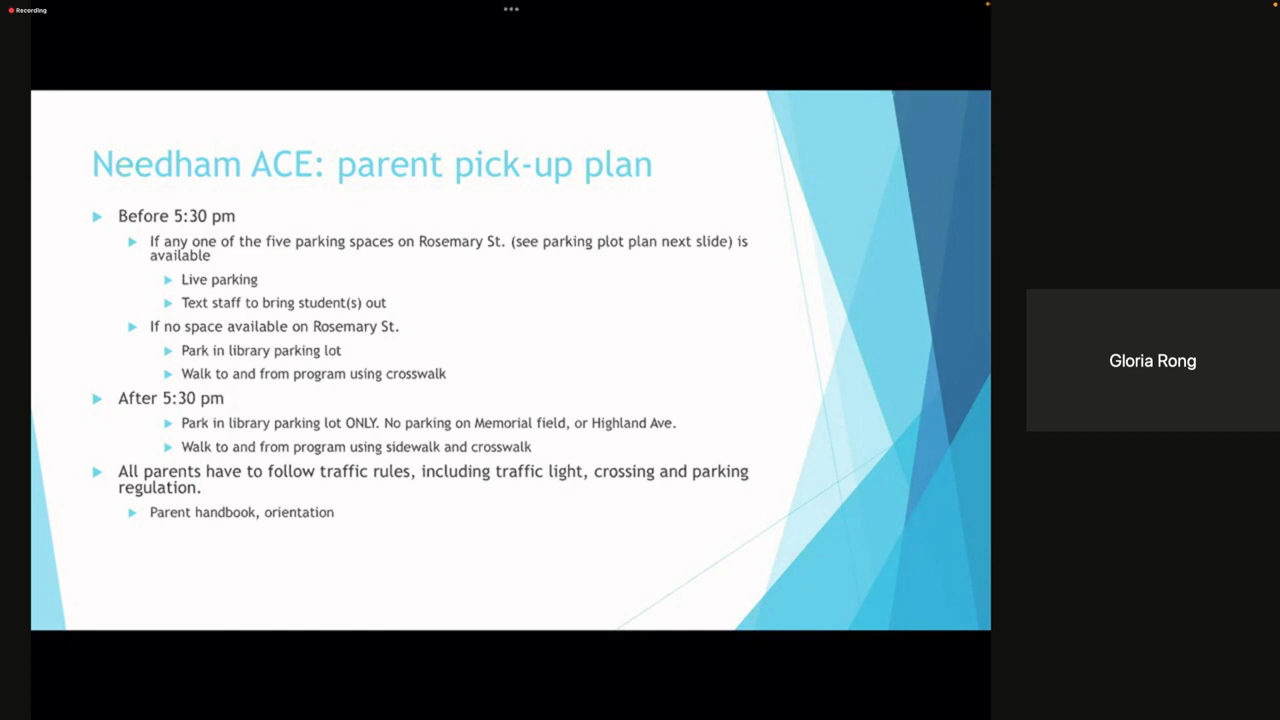 Recording
Needham ACE: parent pick-up plan
Before 5:30 pm
If any one of the five parking spaces on Rosemary St. (see parking plot plan next slide) is
available
Live parking
Text staff to bring student(s) out
If no space available on Rosemary St.
Park in library parking lot
Walk to and from program using crosswalk
After 5:30 pm
Park in library parking lot ONLY. No parking on Memorial field, or Highland Ave.
Walk to and from program using sidewalk and crosswalk
All parents have to follow traffic rules, including traffic light, crossing and parking
regulation.
Parent handbook, orientation
Gloria Rong